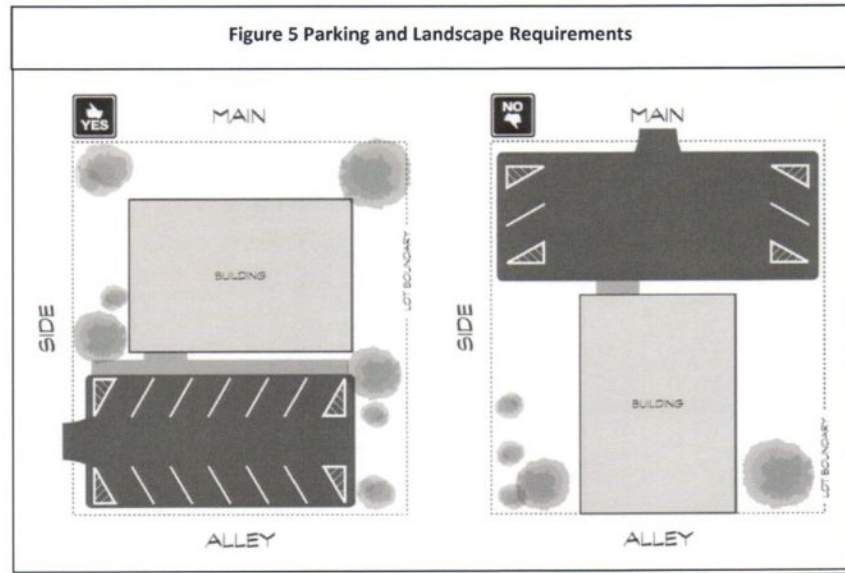 Figure 5 Parking and Landscape Requirements
YES
MAIN
SIDE
BUILDING
LOT BOUNDARY
ALLEY
NO
MAIN
SIDE
BUILDING
LOT BOUNDARY
ALLEY